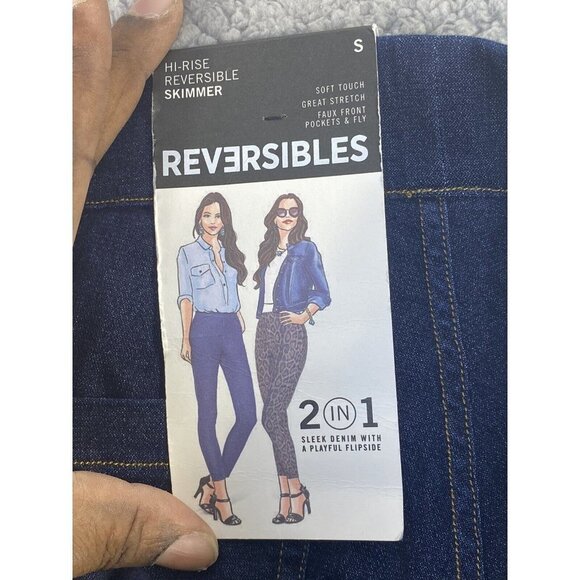 HI-RISE
REVERSIBLE
SKIMMER
S
SOFT TOUCH
GREAT STRETCH
FAUX FRONT
POCKETS & FLY
REVERSIBLES
2 IN 1
SLEEK DENIM WITH
A PLAYFUL FLIPSIDE